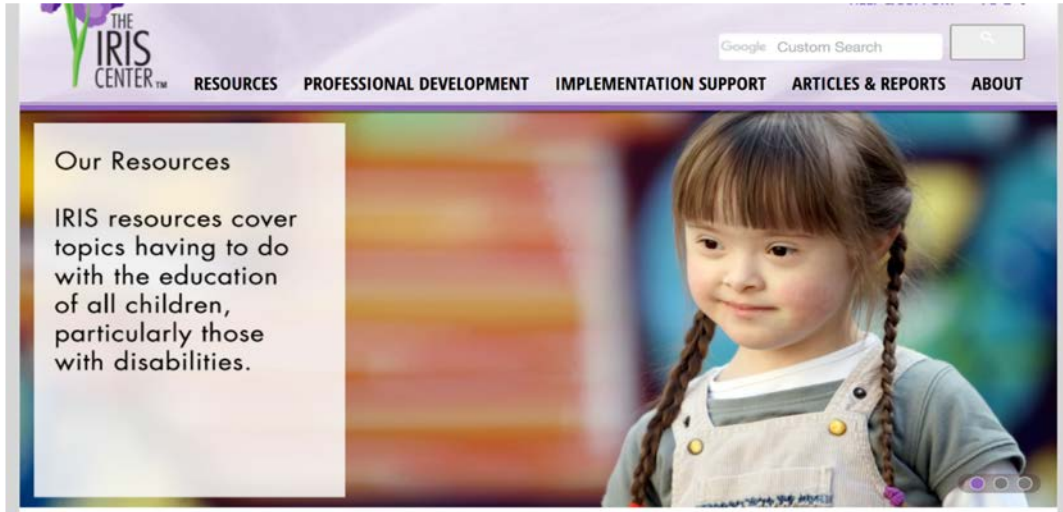 THE
IRIS
CENTER TM
Google Custom Search
RESOURCES PROFESSIONAL DEVELOPMENT IMPLEMENTATION SUPPORT ARTICLES & REPORTS ABOUT
Our Resources
IRIS resources cover
topics having to do
with the education
of all children,
particularly those
with disabilities.